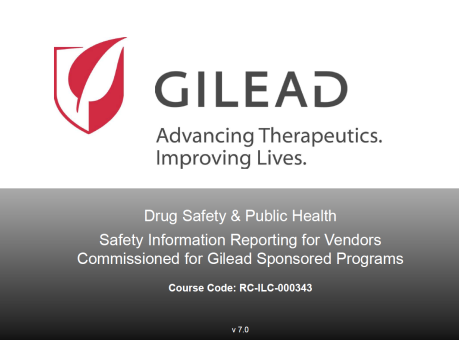 GILEAD
Advancing Therapeutics.
Improving Lives.
Drug Safety & Public Health
Safety Information Reporting for Vendors
Commissioned for Gilead Sponsored Programs
Course Code: RC-ILC-000343
v 7.0